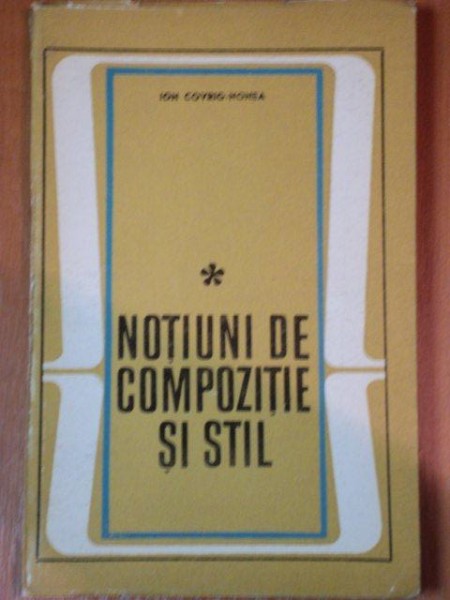 ION COVRIG-NONEA
*
NOȚIUNI DE
COMPOZIȚIE
ȘI STIL